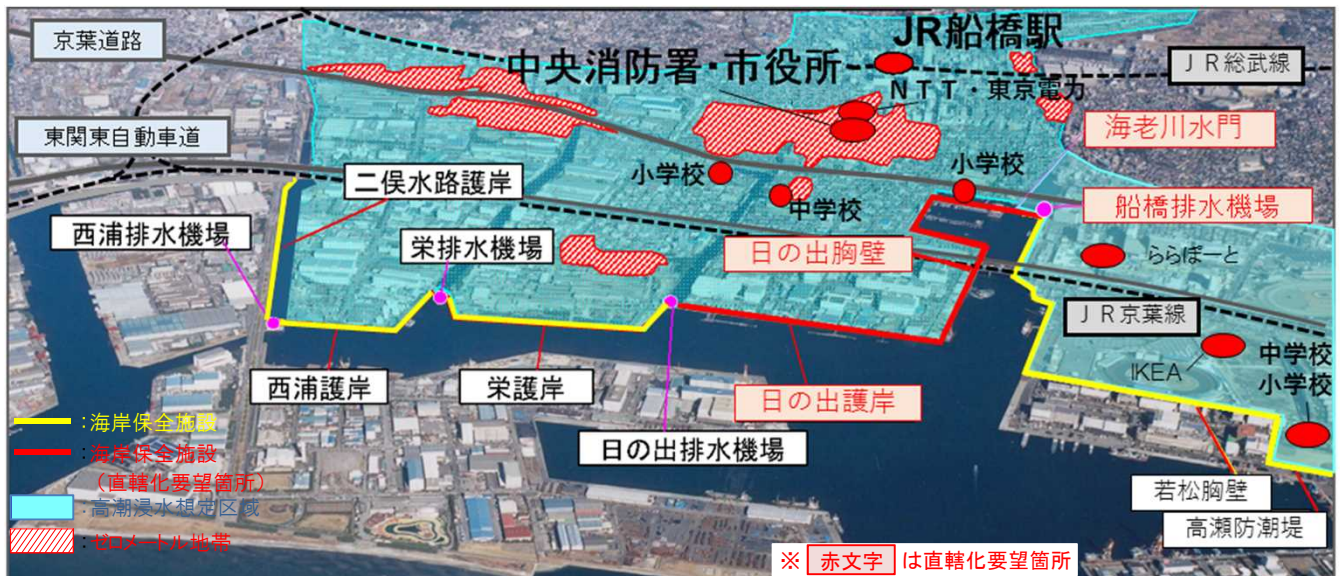 京葉道路
JR船橋駅
中央消防署・市役所
ＪＲ総武線
ＮＴＴ・東京電力
東関東自動車道
海老川水門
小学校
小学校
二俣水路護岸
中学校
船橋排水機場
西浦排水機場
栄排水機場
日の出胸壁
ららぽーと
ＪＲ京葉線
IKEA
中学校
小学校
西浦護岸
栄護岸
日の出護岸
日の出排水機場
若松胸壁
高瀬防潮堤
：海岸保全施設
：海岸保全施設
（直轄化要望箇所）
：高潮浸水想定区域
：ゼロメートル地帯
※ 赤文字 は直轄化要望箇所